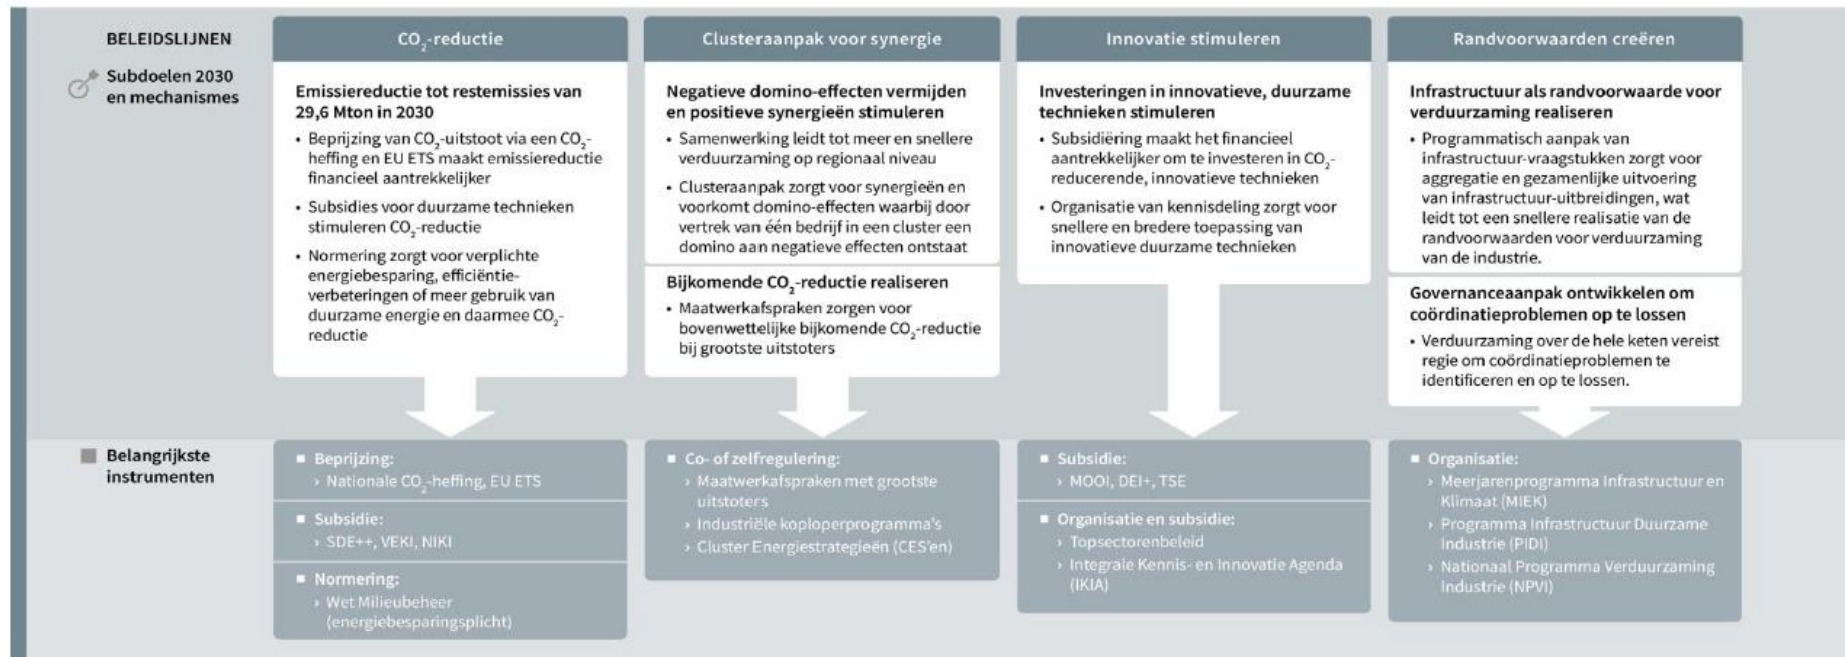 BELEIDSLIJNEN
Subdoelen 2030
en mechanismes
CO₂-reductie
Emissiereductie tot restemissies van
29,6 Mton in 2030
• Beprijzing van CO₂-uitstoot via een CO₂-
heffing en EU ETS maakt emissiereductie
financieel aantrekkelijker
• Subsidies voor duurzame technieken
stimuleren CO₂-reductie
• Normering zorgt voor verplichte
energiebesparing, efficiëntie-
verbeteringen of meer gebruik van
duurzame energie en daarmee CO₂-
reductie
Clusteraanpak voor synergie
Negatieve domino-effecten vermijden
en positieve synergieën stimuleren
• Samenwerking leidt tot meer en snellere
verduurzaming op regionaal niveau
• Clusteraanpak zorgt voor synergieën en
voorkomt domino-effecten waarbij door
vertrek van één bedrijf in een cluster een
domino aan negatieve effecten ontstaat
Bijkomende CO₂-reductie realiseren
• Maatwerkafspraken zorgen voor
bovenwettelijke bijkomende CO₂-reductie
bij grootste uitstoters
Innovatie stimuleren
Investeringen in innovatieve, duurzame
technieken stimuleren
• Subsidiëring maakt het financieel
aantrekkelijker om te investeren in CO₂-
reducerende, innovatieve technieken
• Organisatie van kennisdeling zorgt voor
snellere en bredere toepassing van
innovatieve duurzame technieken
Randvoorwaarden creëren
Infrastructuur als randvoorwaarde voor
verduurzaming realiseren
• Programmatisch aanpak van
infrastructuur-vraagstukken zorgt voor
aggregatie en gezamenlijke uitvoering
van infrastructuur-uitbreidingen, wat
leidt tot een snellere realisatie van de
randvoorwaarden voor verduurzaming
van de industrie.
Governanceaanpak ontwikkelen om
coördinatieproblemen op te lossen
• Verduurzaming over de hele keten vereist
regie om coördinatieproblemen te
identificeren en op te lossen.
Belangrijkste
instrumenten
■ Beprijzing:
› Nationale CO₂-heffing, EU ETS
■ Subsidie:
› SDE++, VEKI, NIKI
■ Normering:
› Wet Milieubeheer
(energiebesparingsplicht)
■ Co- of zelfregulering:
› Maatwerkafspraken met grootste
uitstoters
› Industriële koploperprogramma's
› Cluster Energiestrategieën (CES'en)
■ Subsidie:
› MOOI, DEI+, TSE
■ Organisatie en subsidie:
› Topsectorenbeleid
› Integrale Kennis- en Innovatie Agenda
(IKIA)
■ Organisatie:
› Meerjarenprogramma Infrastructuur en
Klimaat (MIEK)
› Programma Infrastructuur Duurzame
Industrie (PIDI)
› Nationaal Programma Verduurzaming
Industrie (NPVI)